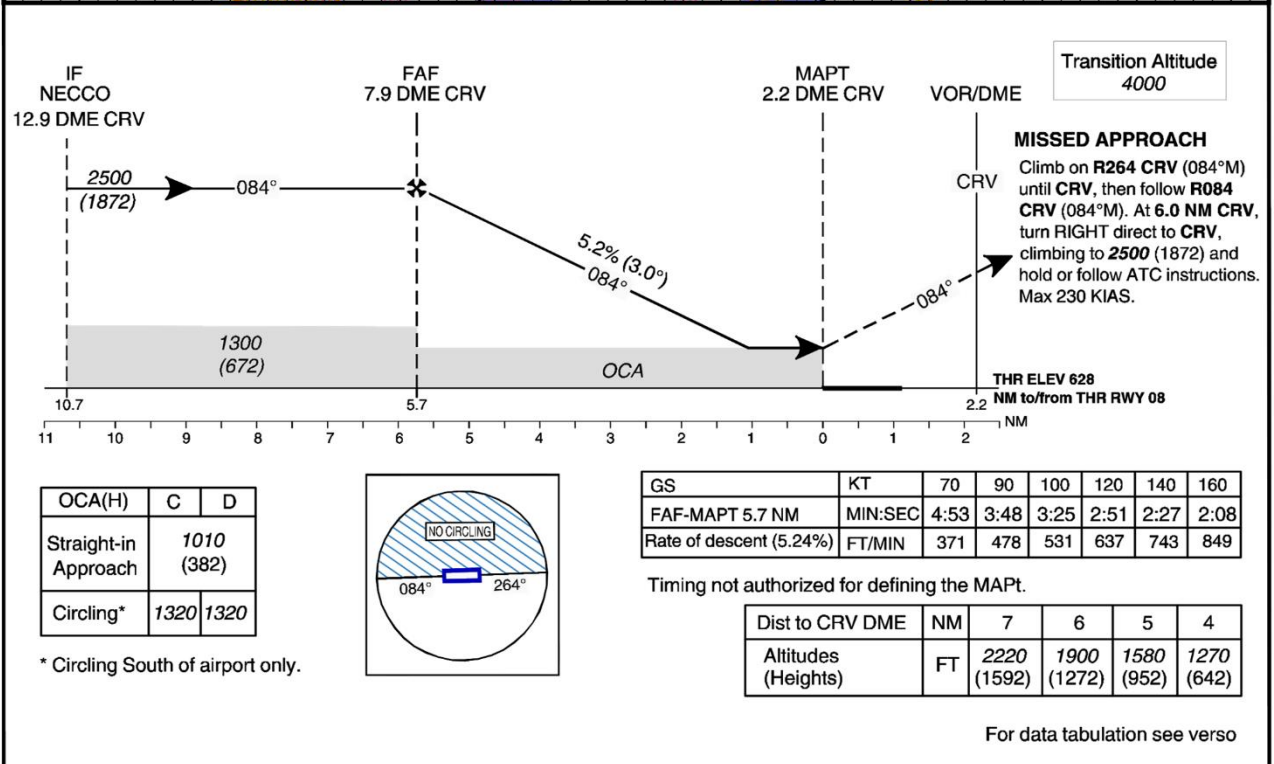 Transition Altitude
4000
IF
NECCO
12.9 DME CRV
FAF
7.9 DME CRV
MAPT
2.2 DME CRV
VOR/DME
CRV
MISSED APPROACH
Climb on R264 CRV (084°M)
until CRV, then follow R084
CRV (084°M). At 6.0 NM CRV,
turn RIGHT direct to CRV,
climbing to 2500 (1872) and
hold or follow ATC instructions.
Max 230 KIAS.
2500
(1872)
084°
5.2% (3.0°)
084°
084°
1300
(672)
OCA
THR ELEV 628
NM to/from THR RWY 08
10.7 5.7 2.2
11 10 9 8 7 6 5 4 3 2 1 0 1 2 NM
OCA(H) C D
Straight-in
Approach
1010
(382)
Circling* 1320 1320
* Circling South of airport only.
NO CIRCLING
084° 264°
GS KT 70 90 100 120 140 160
FAF-MAPT 5.7 NM MIN:SEC 4:53 3:48 3:25 2:51 2:27 2:08
Rate of descent (5.24%) FT/MIN 371 478 531 637 743 849
Timing not authorized for defining the MAPt.
Dist to CRV DME NM 7 6 5 4
Altitudes
(Heights)
FT
2220 1900 1580 1270
(1592) (1272) (952) (642)
For data tabulation see verso